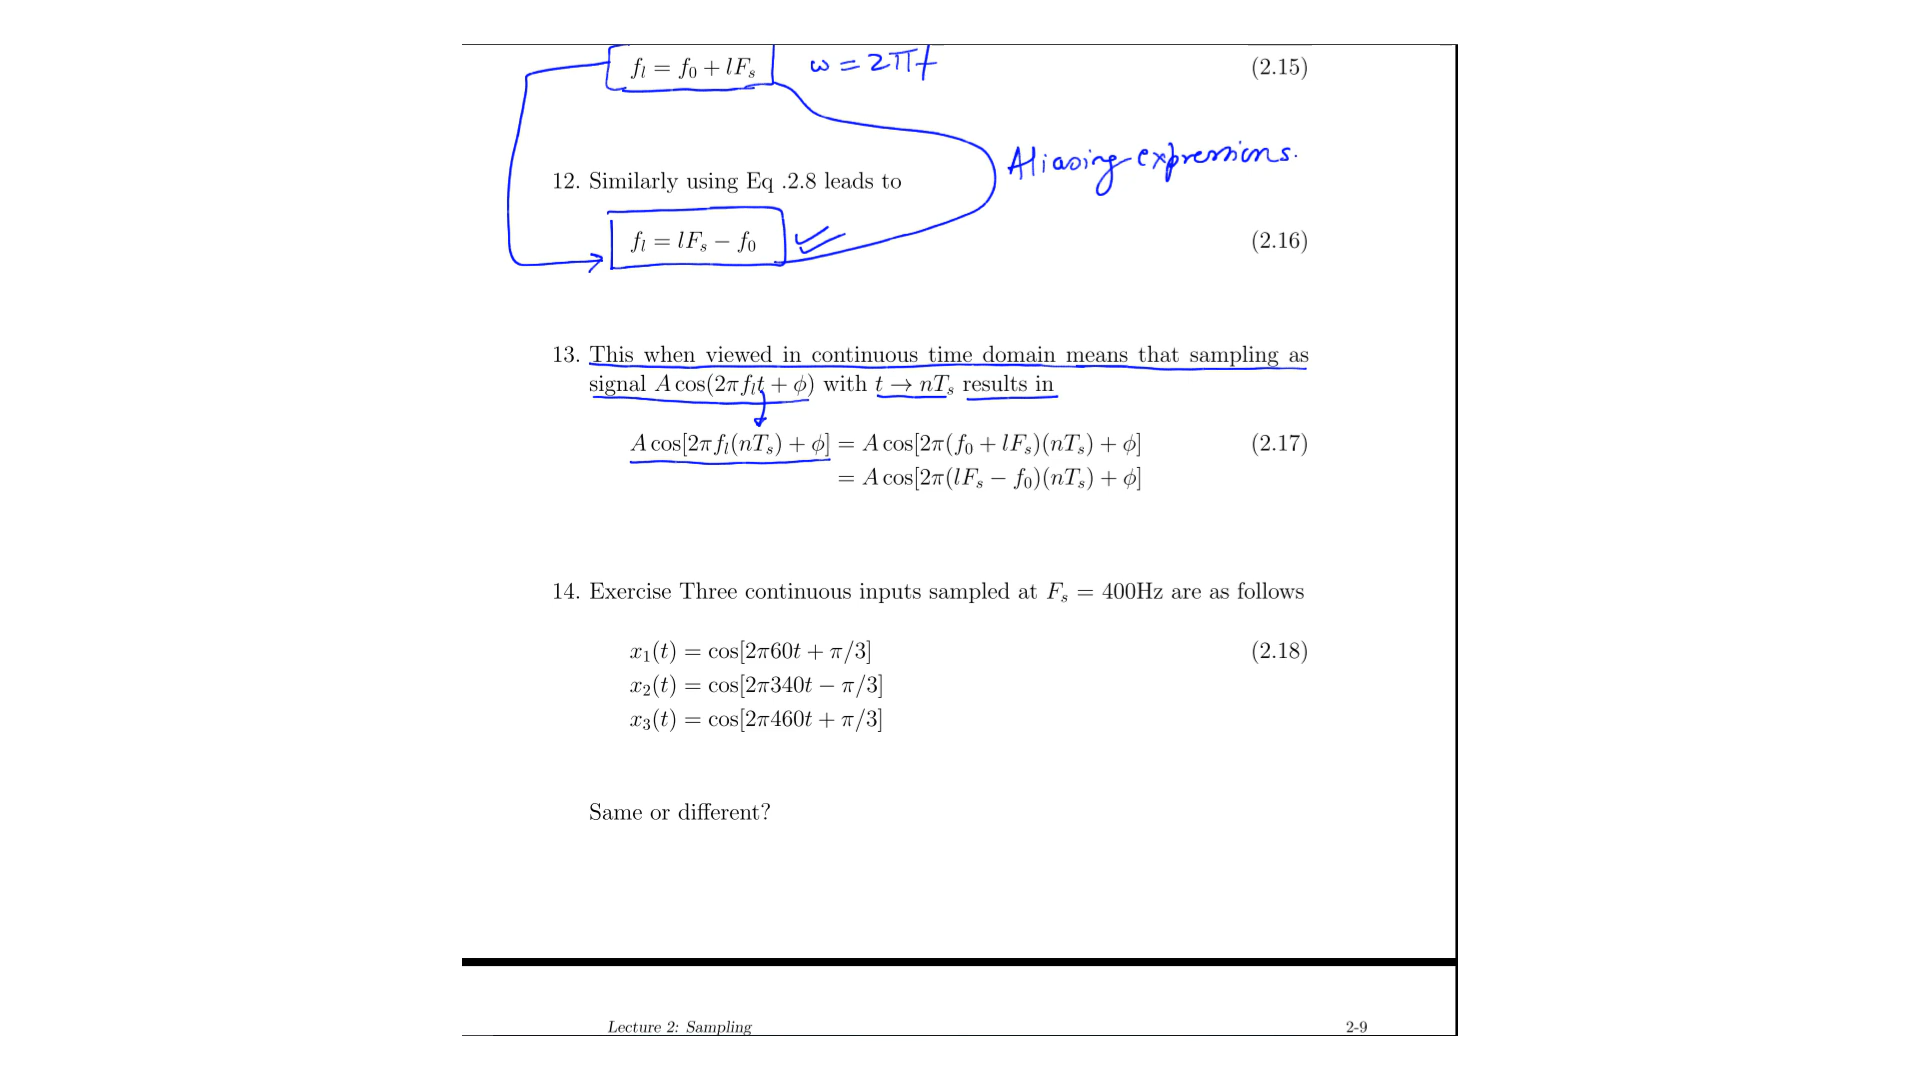 f_l = f_0 + lF_s ω = 2πf (2.15)
Aliasing expressions.
12. Similarly using Eq .2.8 leads to
f_l = lF_s − f_0 (2.16)
13. This when viewed in continuous time domain means that sampling as
signal A cos(2πf_l t + ϕ) with t → nT_s results in
A cos[2πf_l(nT_s) + ϕ] = A cos[2π(f_0 + lF_s)(nT_s) + ϕ] (2.17)
= A cos[2π(lF_s − f_0)(nT_s) + ϕ]
14. Exercise Three continuous inputs sampled at F_s = 400Hz are as follows
x_1(t) = cos[2π60t + π/3] (2.18)
x_2(t) = cos[2π340t − π/3]
x_3(t) = cos[2π460t + π/3]
Same or different?
Lecture 2: Sampling 2-9